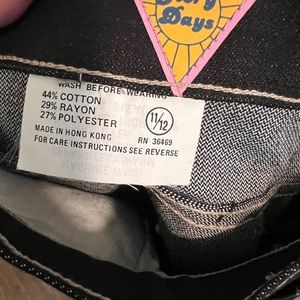 Days
WASH BEFORE WEARING
44% COTTON
29% RAYON
27% POLYESTER
11/12
MADE IN HONG KONG RN 36469
FOR CARE INSTRUCTIONS SEE REVERSE